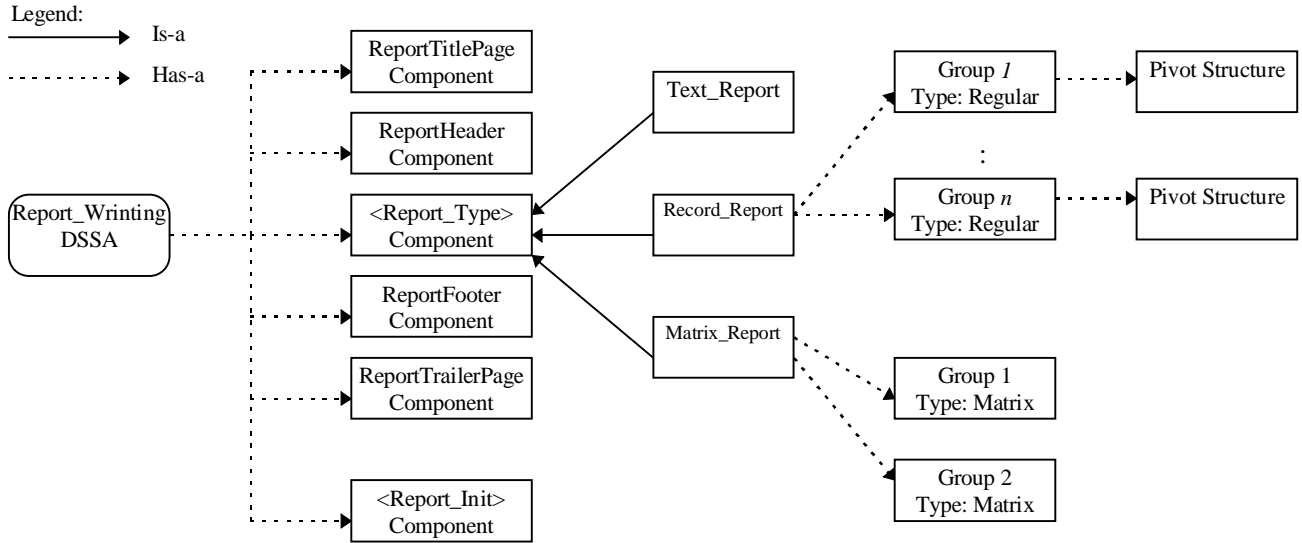 Legend:
Is-a
Has-a
Report_Wrinting
DSSA
ReportTitlePage
Component
ReportHeader
Component
<Report_Type>
Component
ReportFooter
Component
ReportTrailerPage
Component
<Report_Init>
Component
Text_Report
Record_Report
Matrix_Report
Group 1
Type: Regular
:
Group n
Type: Regular
Group 1
Type: Matrix
Group 2
Type: Matrix
Pivot Structure
Pivot Structure